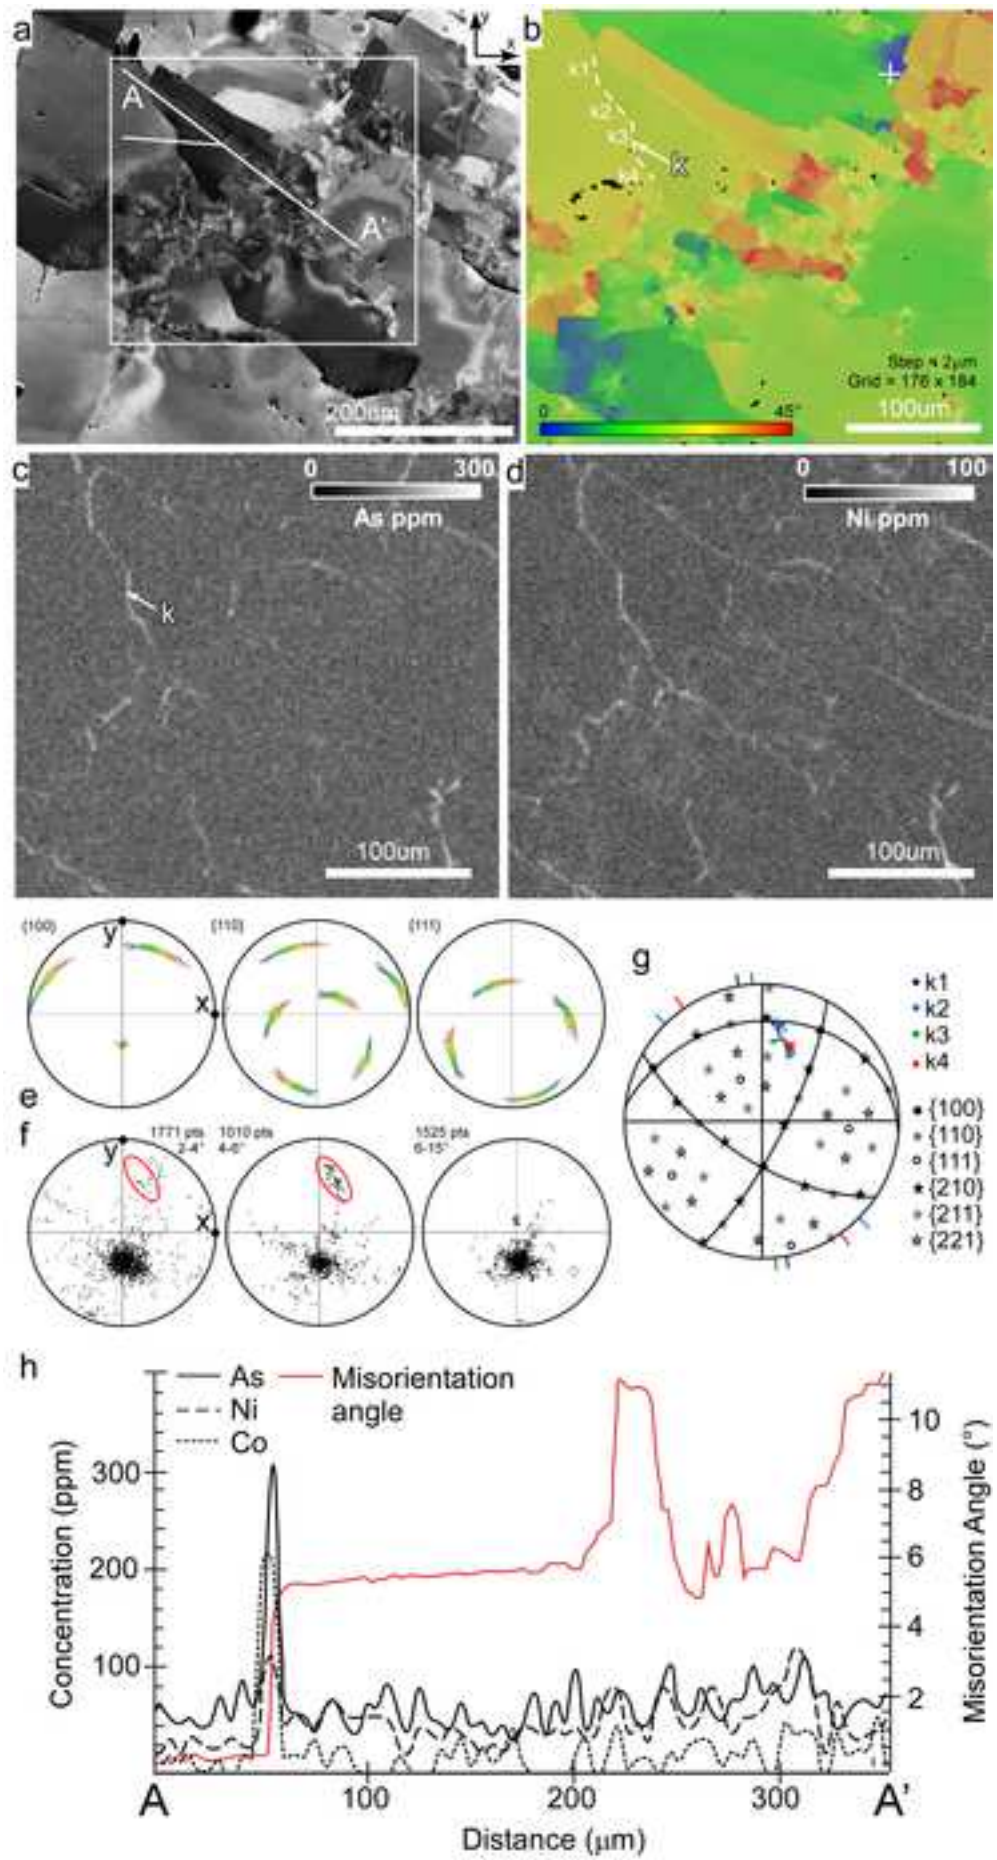 a
y
x
A
A'
200nm
b
k1
k2
k3
k4
k
Step = 2µm
Grid = 176 x 184
0
45°
100um
c
0
300
As ppm
k
100um
d
0
100
Ni ppm
100um
{100}
{110}
{111}
y
x
e
f
1771 pts
2-4°
1010 pts
4-6°
1525 pts
6-15°
y
x
g
k1
k2
k3
k4
{100}
{110}
{111}
{210}
{211}
{221}
h
As
Ni
Co
Misorientation
angle
Concentration (ppm)
300
200
100
10
8
6
4
2
Misorientation Angle (°)
A
100
200
300
A'
Distance (µm)